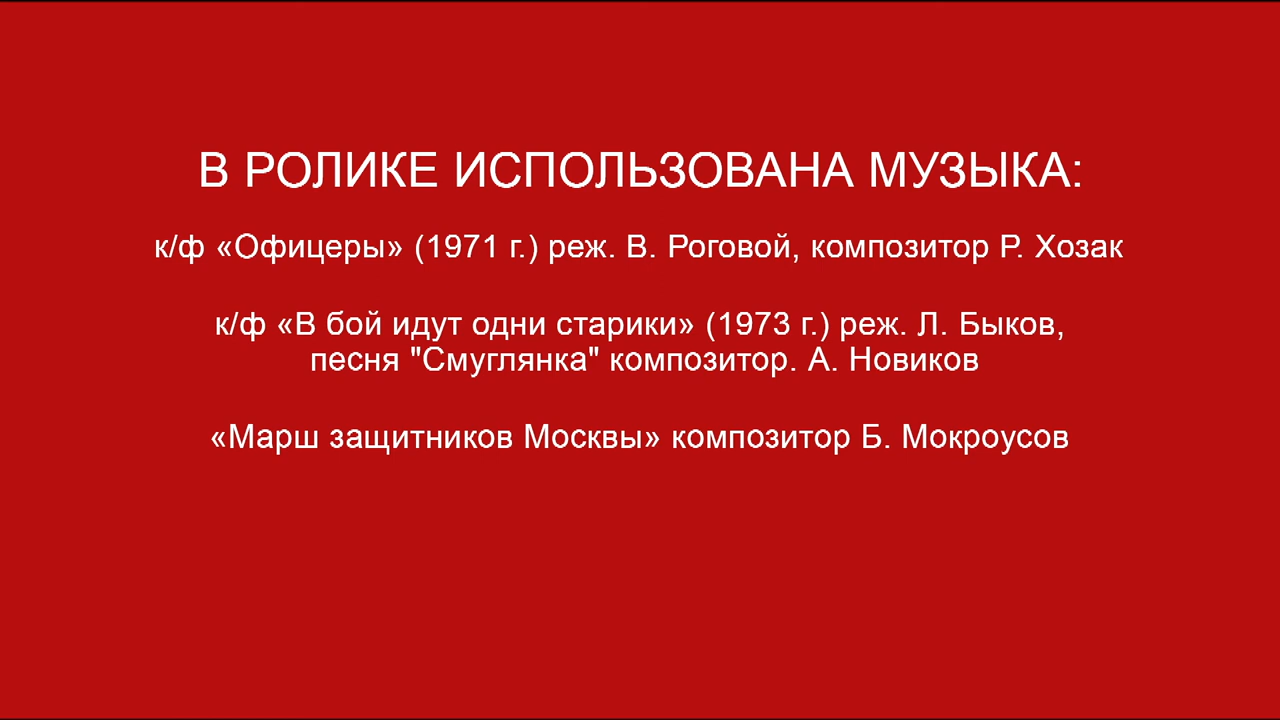 В РОЛИКЕ ИСПОЛЬЗОВАНА МУЗЫКА:
к/ф «Офицеры» (1971 г.) реж. В. Роговой, композитор Р. Хозак
к/ф «В бой идут одни старики» (1973 г.) реж. Л. Быков,
песня "Смуглянка" композитор. А. Новиков
«Марш защитников Москвы» композитор Б. Мокроусов